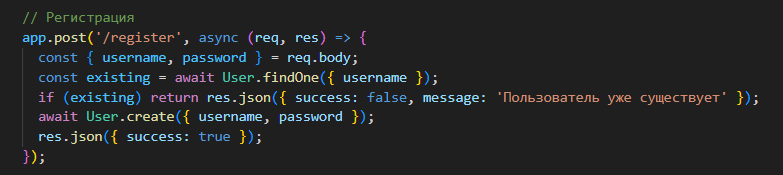 // Регистрация
app.post('/register', async (req, res) => {
  const { username, password } = req.body;
  const existing = await User.findOne({ username });
  if (existing) return res.json({ success: false, message: 'Пользователь уже существует' });
  await User.create({ username, password });
  res.json({ success: true });
});